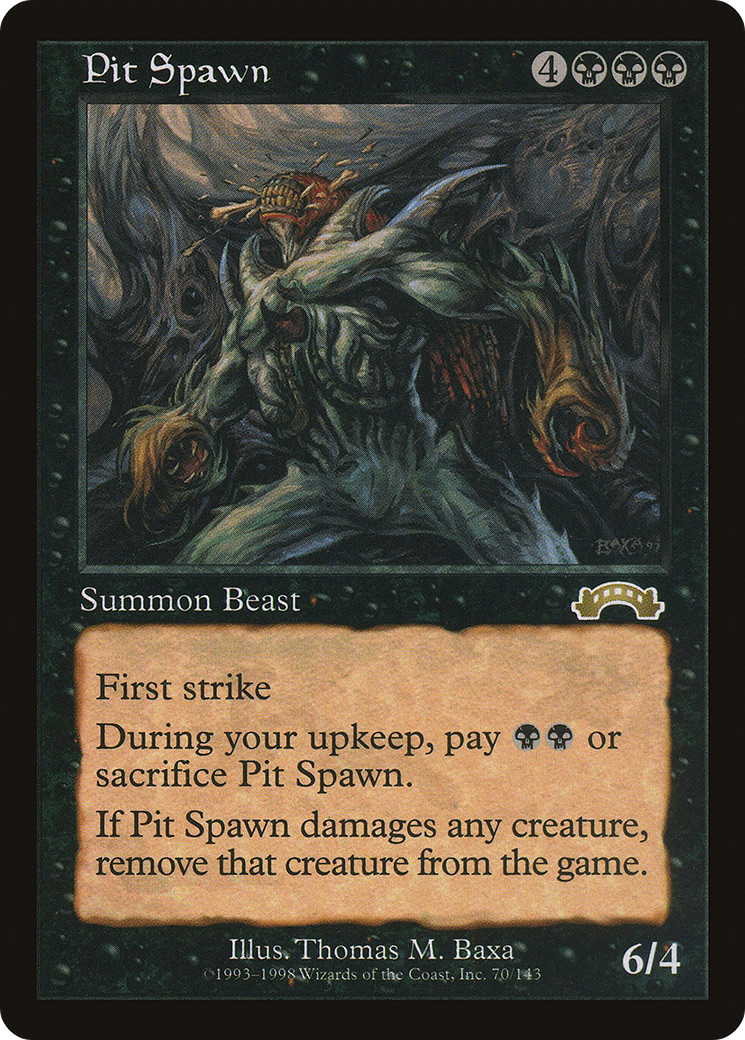 Pit Spawn
4
Summon Beast
First strike
During your upkeep, pay or
sacrifice Pit Spawn.
If Pit Spawn damages any creature,
remove that creature from the game.
Illus. Thomas M. Baxa
©1993–1998 Wizards of the Coast, Inc. 70/143
6/4
BAXA 97